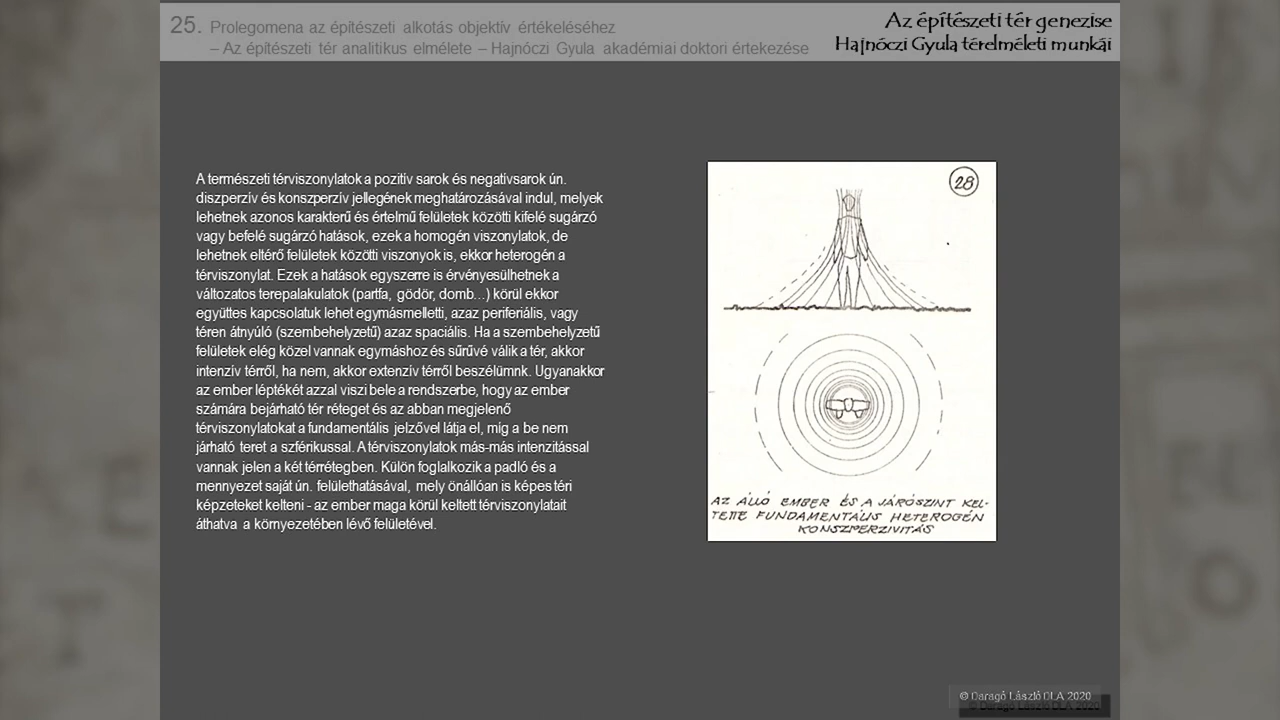 25. Prolegomena az építészeti alkotás objektív értékeléséhez
– Az építészeti tér analitikus elmélete – Hajnóczi Gyula akadémiai doktori értekezése
Az építészeti tér genezise
Hajnóczi Gyula térelméleti munkái
A természeti térviszonylatok a pozitív sarok és negatívsarok ún.
diszperzív és konszperzív jellegének meghatározásával indul, melyek
lehetnek azonos karakterű és értelmű felületek közötti kifelé sugárzó
vagy befelé sugárzó hatások, ezek a homogén viszonylatok, de
lehetnek eltérő felületek közötti viszonyok is, ekkor heterogén a
térviszonylat. Ezek a hatások egyszerre is érvényesülhetnek a
változatos terepalakulatok (partfa, gödör, domb...) körül ekkor
együttes kapcsolatuk lehet egymásmelletti, azaz periferiális, vagy
téren átnyúló (szembehelyzetű) azaz spaciális. Ha a szembehelyzetű
felületek elég közel vannak egymáshoz és sűrűvé válik a tér, akkor
intenzív térről, ha nem, akkor extenzív térről beszélümnk. Ugyanakkor
az ember léptékét azzal viszi bele a rendszerbe, hogy az ember
számára bejárható tér réteget és az abban megjelenő
térviszonylatokat a fundamentális jelzővel látja el, míg a be nem
járható teret a szférikussal. A térviszonylatok más-más intenzitással
vannak jelen a két térrétegben. Külön foglalkozik a padló és a
mennyezet saját ún. felülethatásával, mely önállóan is képes téri
képzeteket kelteni - az ember maga körül keltett térviszonylatait
áthatva a környezetében lévő felületével.
28
AZ ÁLLÓ EMBER ÉS A JÁRÓSZINT KEL-
TETTE FUNDAMENTÁLIS HETEROGÉN
KONSZPERZIVITÁS
© Daragó László DLA 2020